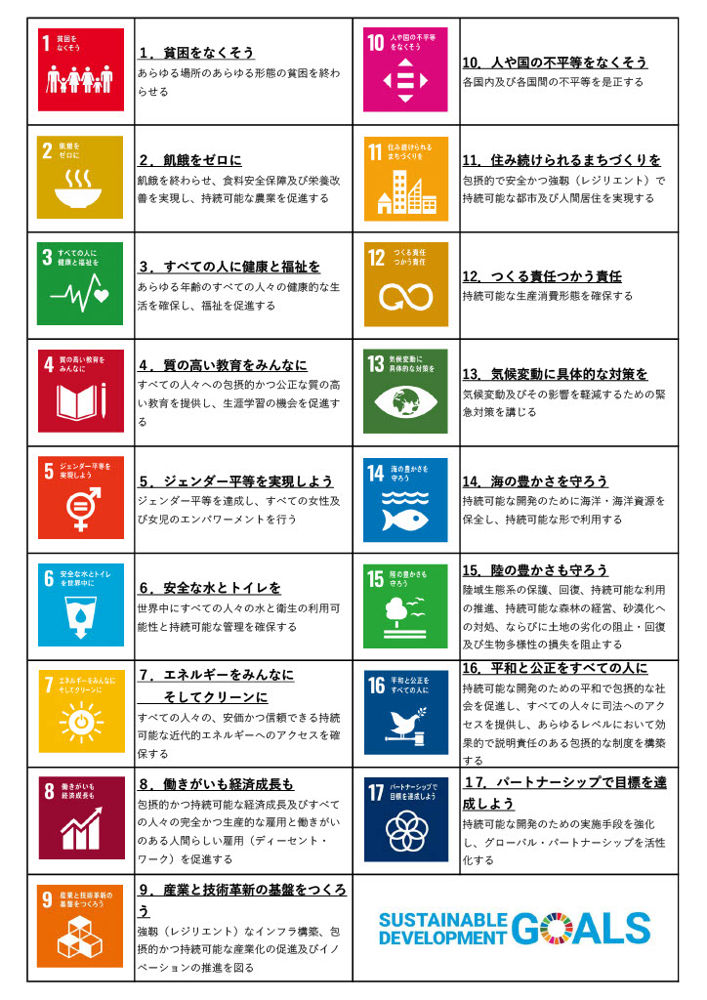 1 貧困を
なくそう
１．貧困をなくそう
あらゆる場所のあらゆる形態の貧困を終わ
らせる
2 飢餓を
ゼロに
２．飢餓をゼロに
飢餓を終わらせ、食料安全保障及び栄養改
善を実現し、持続可能な農業を促進する
3 すべての人に
健康と福祉を
３．すべての人に健康と福祉を
あらゆる年齢のすべての人々の健康的な生
活を確保し、福祉を促進する
4 質の高い教育を
みんなに
４．質の高い教育をみんなに
すべての人々への包摂的かつ公正な質の高
い教育を提供し、生涯学習の機会を促進す
る
5 ジェンダー平等を
実現しよう
５．ジェンダー平等を実現しよう
ジェンダー平等を達成し、すべての女性及
び女児のエンパワーメントを行う
6 安全な水とトイレ
を世界中に
６．安全な水とトイレを
世界中にすべての人々の水と衛生の利用可
能性と持続可能な管理を確保する
7 エネルギーをみんなに
そしてクリーンに
７．エネルギーをみんなに
そしてクリーンに
すべての人々の、安価かつ信頼できる持続
可能な近代的エネルギーへのアクセスを確
保する
8 働きがいも
経済成長も
８．働きがいも経済成長も
包摂的かつ持続可能な経済成長及びすべて
の人々の完全かつ生産的な雇用と働きがい
のある人間らしい雇用（ディーセント・
ワーク）を促進する
9 産業と技術革新の
基盤をつくろう
９．産業と技術革新の基盤をつくろ
う
強靱（レジリエント）なインフラ構築、包
摂的かつ持続可能な産業化の促進及びイノ
ベーションの推進を図る
10 人や国の不平等
をなくそう
10．人や国の不平等をなくそう
各国内及び各国間の不平等を是正する
11 住み続けられる
まちづくりを
11．住み続けられるまちづくりを
包摂的で安全かつ強靱（レジリエント）で
持続可能な都市及び人間居住を実現する
12 つくる責任
つかう責任
12．つくる責任つかう責任
持続可能な生産消費形態を確保する
13 気候変動に
具体的な対策を
13．気候変動に具体的な対策を
気候変動及びその影響を軽減するための緊
急対策を講じる
14 海の豊かさを
守ろう
14．海の豊かさを守ろう
持続可能な開発のために海洋・海洋資源を
保全し、持続可能な形で利用する
15 陸の豊かさも
守ろう
15．陸の豊かさも守ろう
陸域生態系の保護、回復、持続可能な利用
の推進、持続可能な森林の経営、砂漠化へ
の対処、ならびに土地の劣化の阻止・回復
及び生物多様性の損失を阻止する
16 平和と公正を
すべての人に
16．平和と公正をすべての人に
持続可能な開発のための平和で包摂的な社
会を促進し、すべての人々に司法へのアク
セスを提供し、あらゆるレベルにおいて効
果的で説明責任のある包摂的な制度を構築
する
17 パートナーシップで
目標を達成しよう
１７．パートナーシップで目標を達
成しよう
持続可能な開発のための実施手段を強化
し、グローバル・パートナーシップを活性
化する
SUSTAINABLE
DEVELOPMENT GOALS